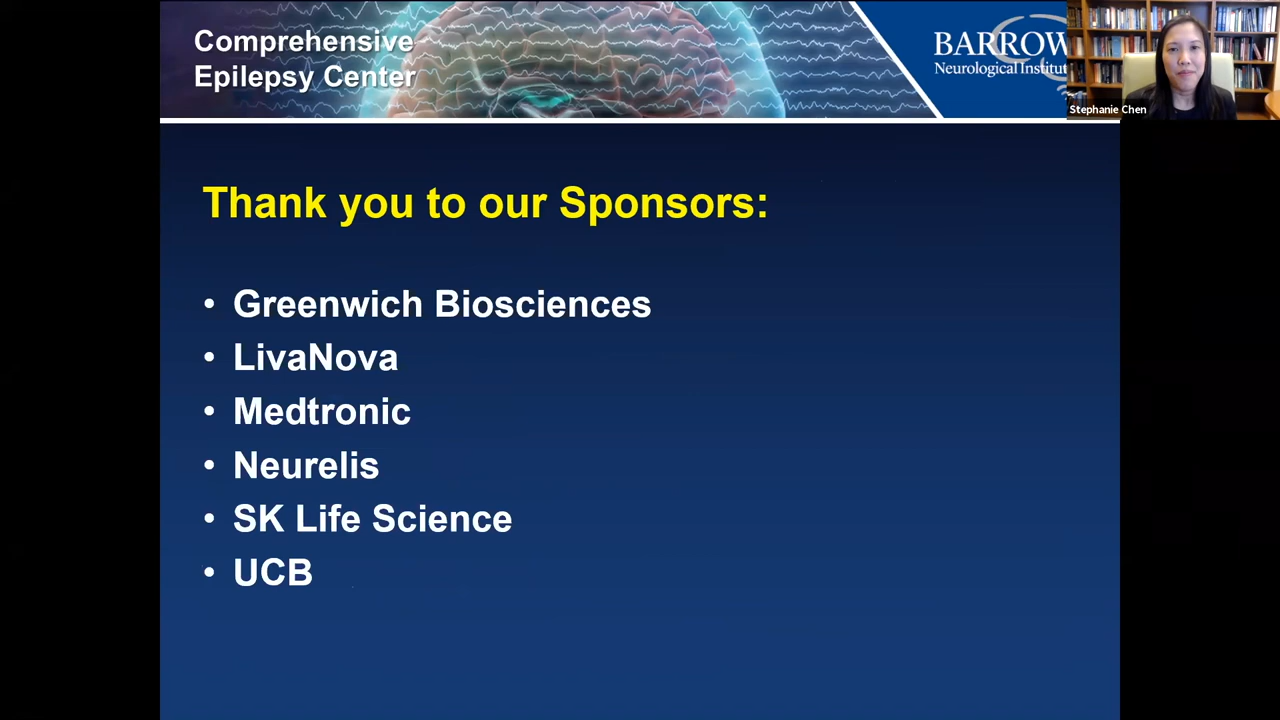 Comprehensive
Epilepsy Center
BARROW
Neurological Institut
Stephanie Chen
Thank you to our Sponsors:
• Greenwich Biosciences
• LivaNova
• Medtronic
• Neurelis
• SK Life Science
• UCB